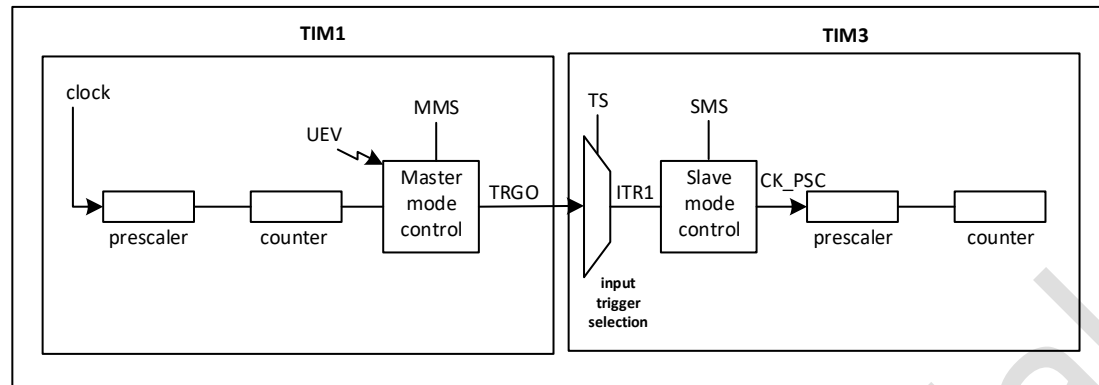 TIM1
TIM3
clock
MMS
UEV
Master
mode
control
TRGO
prescaler
counter
TS
SMS
ITR1
Slave
mode
control
CK_PSC
prescaler
counter
input
trigger
selection